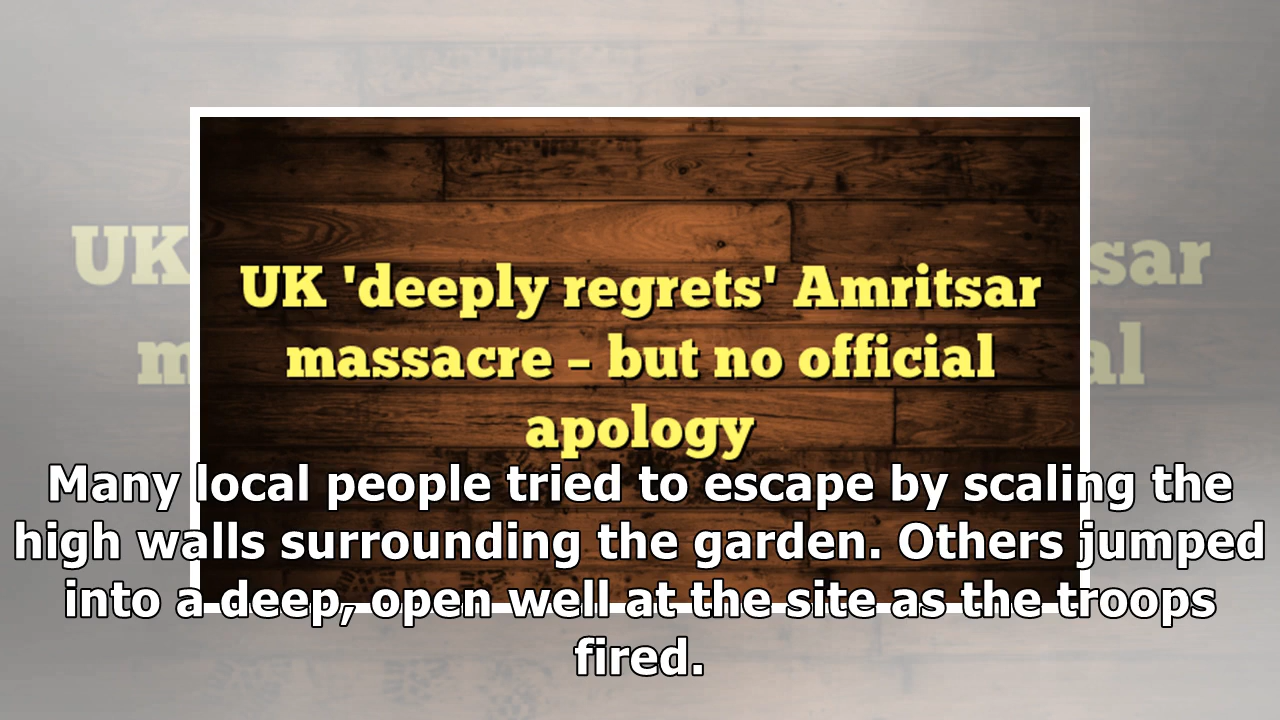 UK 'deeply regrets' Amritsar
massacre – but no official
apology
Many local people tried to escape by scaling the
high walls surrounding the garden. Others jumped
into a deep, open well at the site as the troops
fired.